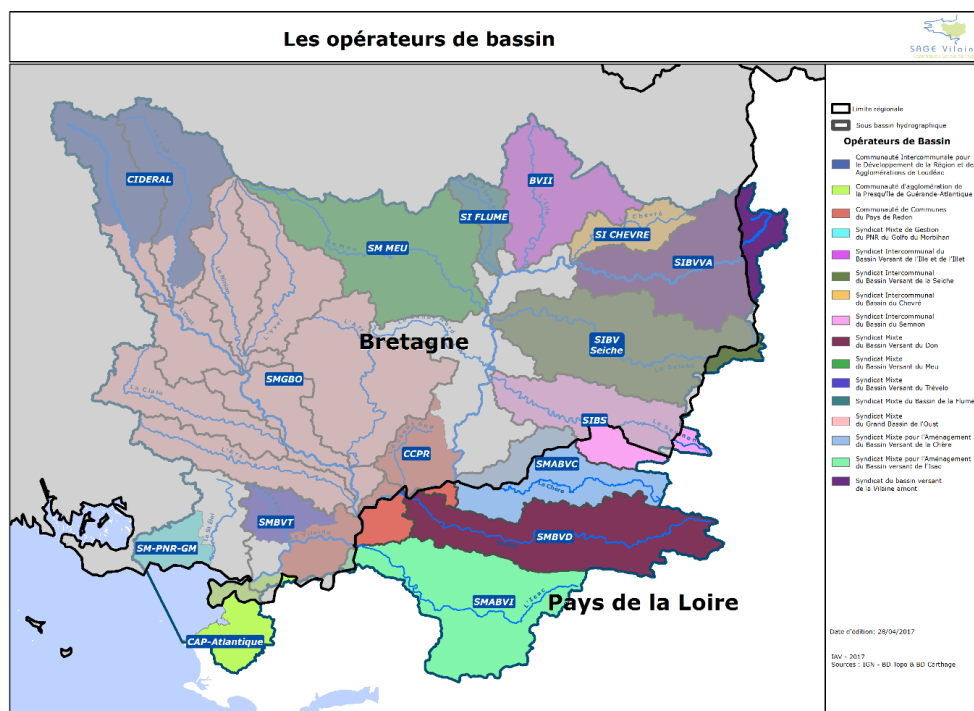 Les opérateurs de bassin
SAGE Vilaine
Limite régionale
Sous bassin hydrographique
Opérateurs de Bassin
Communauté Intercommunale pour
le Développement de la Région et des
Agglomérations de Loudéac
Communauté d'agglomération de
la Presqu'île de Guérande-Atlantique
Communauté de Communes
du Pays de Redon
Syndicat Mixte de Gestion
du PNR du Golfe du Morbihan
Syndicat Intercommunal du
Bassin Versant de l'Ille et de l'Illet
Syndicat Intercommunal
du Bassin Versant de la Seiche
Syndicat Intercommunal
du Bassin du Chevré
Syndicat Intercommunal
du Bassin du Semnon
Syndicat Mixte
du Bassin Versant du Don
Syndicat Mixte
du Bassin Versant du Meu
Syndicat Mixte
du Bassin Versant du Trévelo
Syndicat Mixte du Bassin de la Flume
Syndicat Mixte
du Grand Bassin de l'Oust
Syndicat Mixte pour l'Aménagement
du Bassin Versant de la Chère
Syndicat Mixte pour l'Aménagement
du Bassin versant de l'Isac
Syndicat du bassin versant
de la Vilaine amont
Date d'édition: 28/04/2017
IAV - 2017
Sources : IGN - BD Topo & BD Carthage
CIDERAL
BVII
SI FLUME
SI CHEVRE
SM MEU
SIBVVA
Bretagne
SIBV
Seiche
SMGBO
La Claie
SIBS
CCPR
SMABVC
La Chère
SMBVT
SMBVD
SM-PNR-GM
SMABVI
L'Isac
Pays de la Loire
CAP-Atlantique